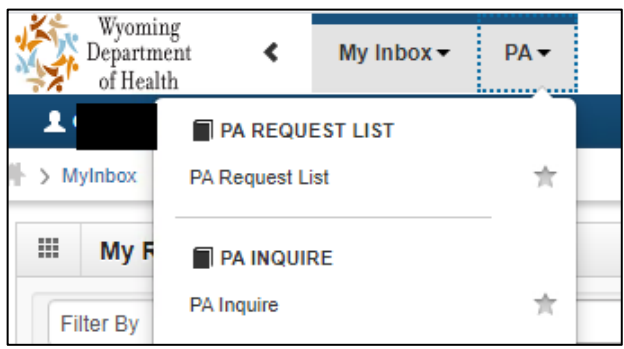 Wyoming
Department
of Health
My Inbox
PA
PA REQUEST LIST
> MyInbox
PA Request List
My R
PA INQUIRE
PA Inquire
Filter By